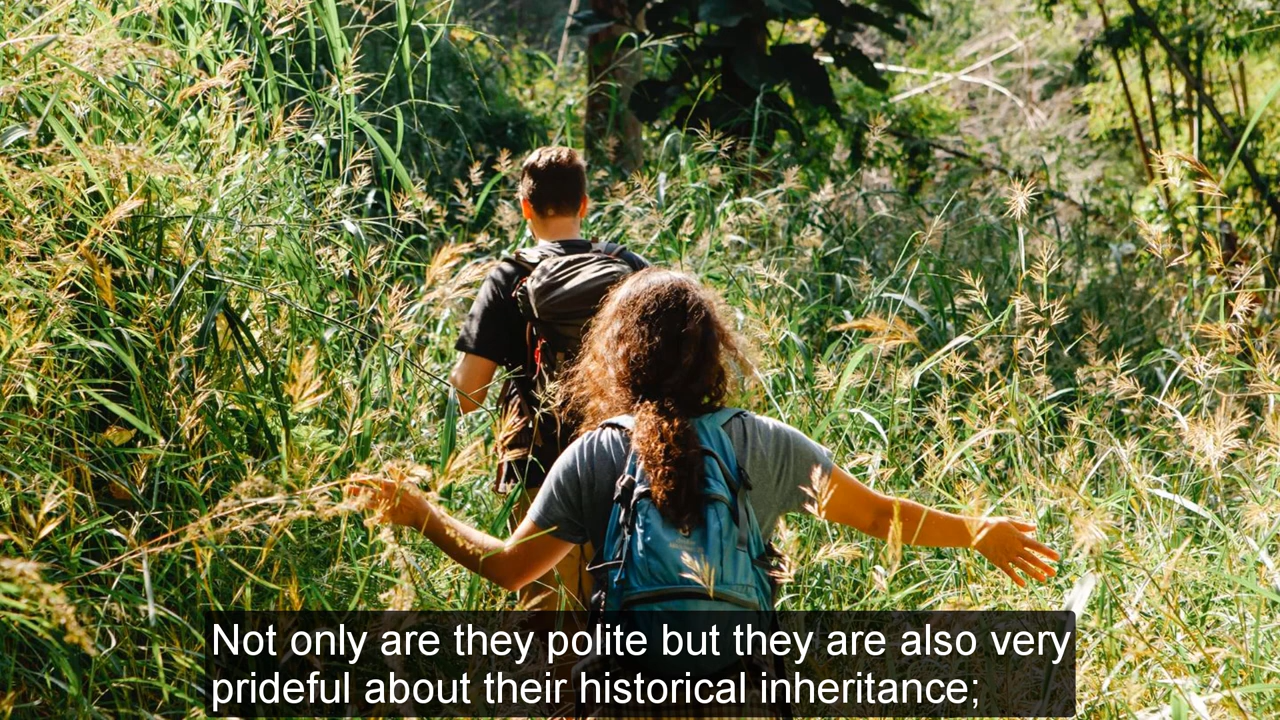 Not only are they polite but they are also very
prideful about their historical inheritance;